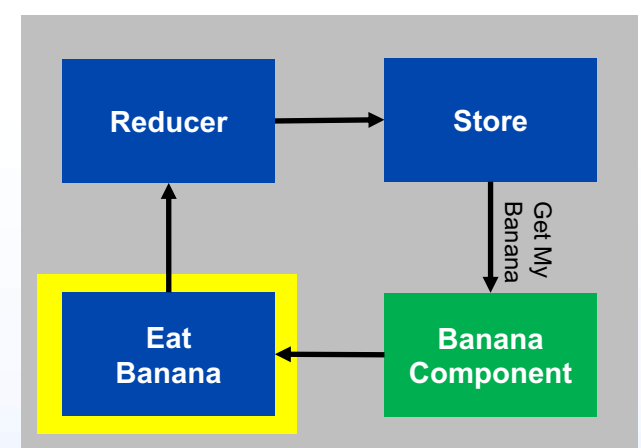 Reducer
Store
Get My
Banana
Eat
Banana
Banana
Component